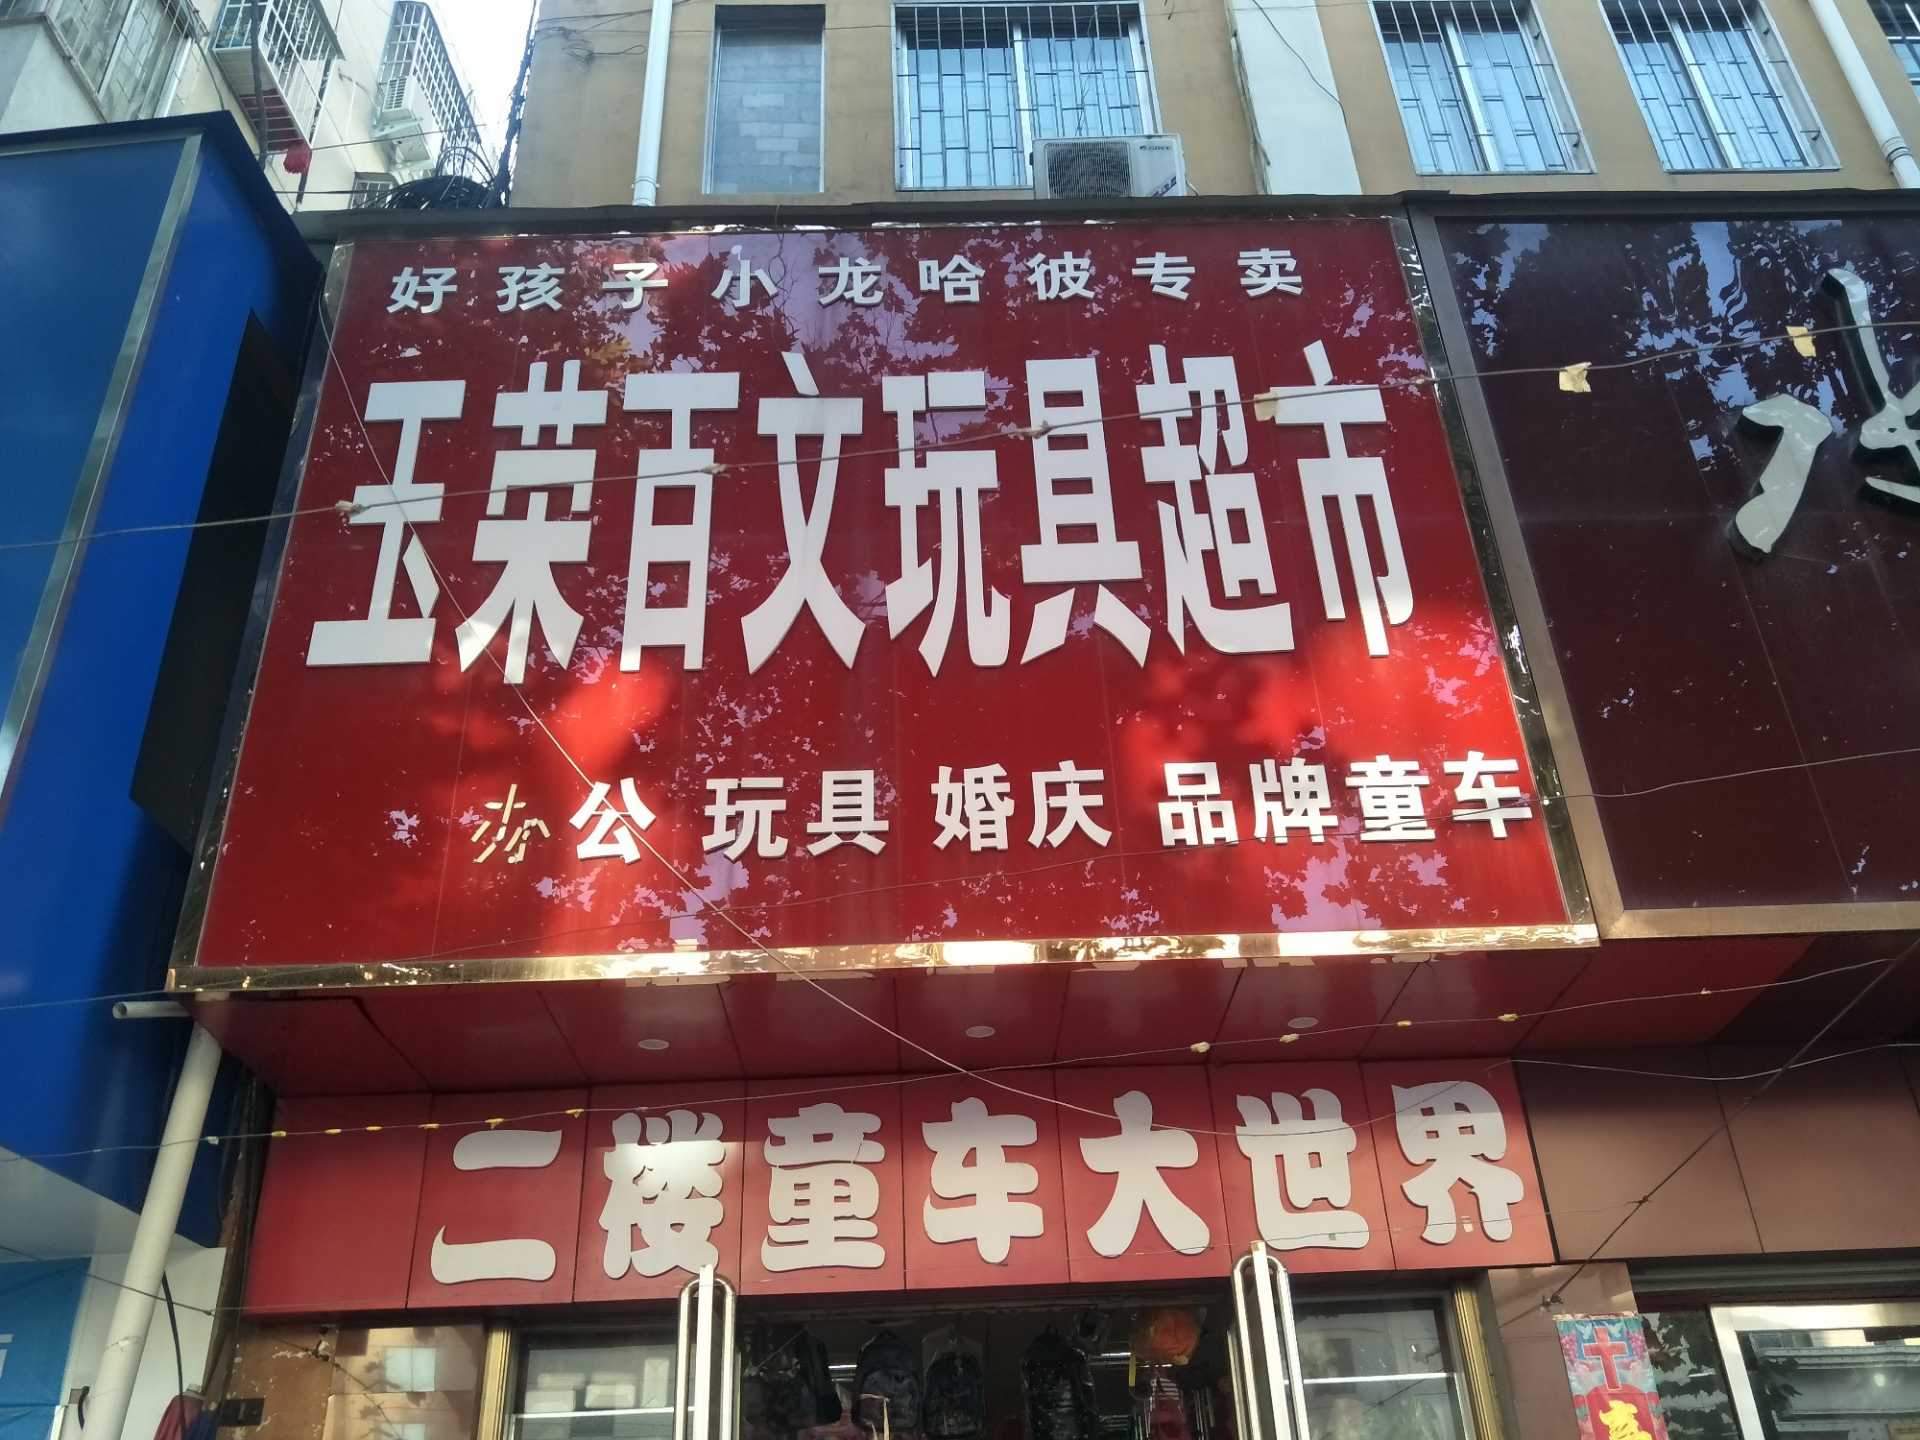 好孩子小龙哈彼专卖
玉荣百文玩具超市
办公 玩具 婚庆 品牌童车
二楼童车大世界